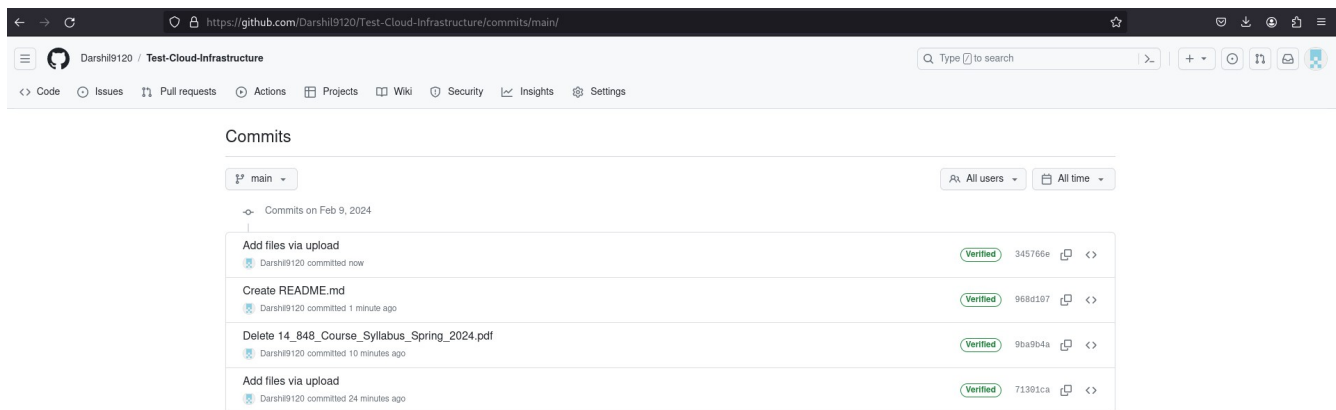 https://github.com/Darshil9120/Test-Cloud-Infrastructure/commits/main/
Darshil9120 / Test-Cloud-Infrastructure
Type / to search
Code Issues Pull requests Actions Projects Wiki Security Insights Settings
Commits
main All users All time
Commits on Feb 9, 2024
Add files via upload
Darshil9120 committed now
Verified 345766e
Create README.md
Darshil9120 committed 1 minute ago
Verified 968d107
Delete 14_848_Course_Syllabus_Spring_2024.pdf
Darshil9120 committed 10 minutes ago
Verified 9ba9b4a
Add files via upload
Darshil9120 committed 24 minutes ago
Verified 71301ca